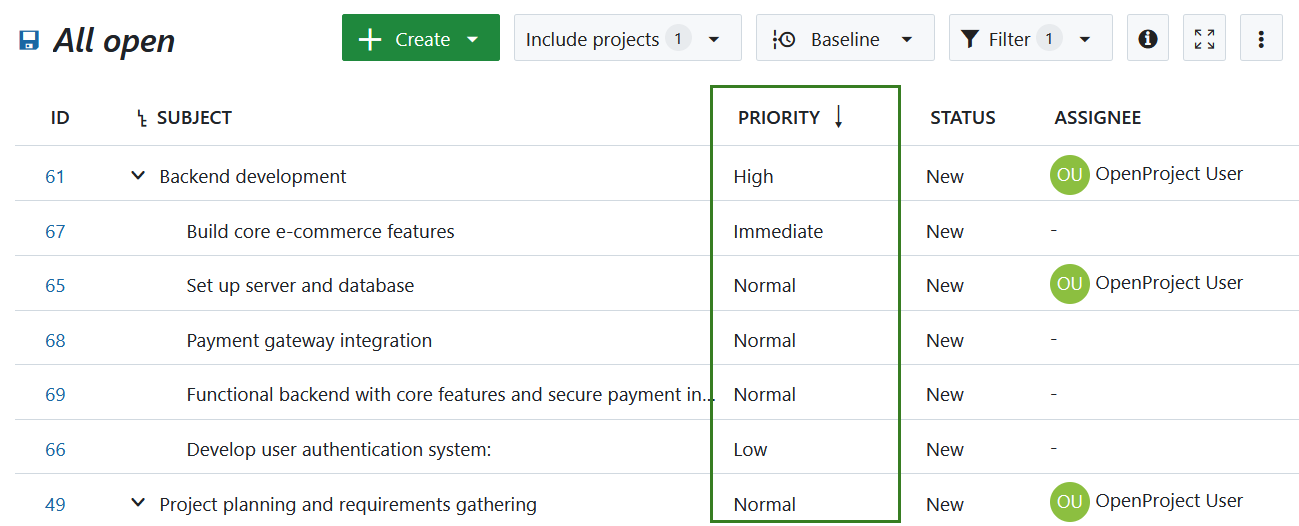 All open
Create Include projects 1 Baseline Filter 1
ID SUBJECT PRIORITY STATUS ASSIGNEE
61 Backend development High New OU OpenProject User
67 Build core e-commerce features Immediate New -
65 Set up server and database Normal New OU OpenProject User
68 Payment gateway integration Normal New -
69 Functional backend with core features and secure payment in... Normal New -
66 Develop user authentication system: Low New -
49 Project planning and requirements gathering Normal New OU OpenProject User